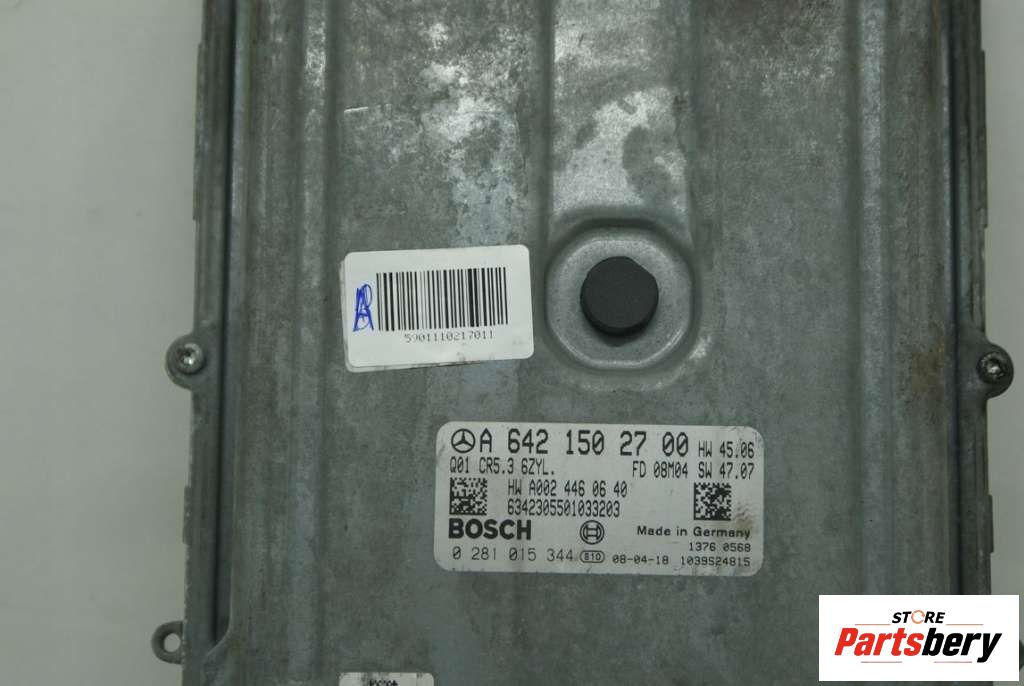 B
5901110217011
A 642 150 27 00 HW 45.06
Q01 CR5.3 6ZYL. FD 08M04 SW 47.07
HW A002 446 06 40
6342305501033203
BOSCH Made in Germany
1376 0568
0 281 015 344 810 08-04-18 1039S24815
STORE
Partsbery